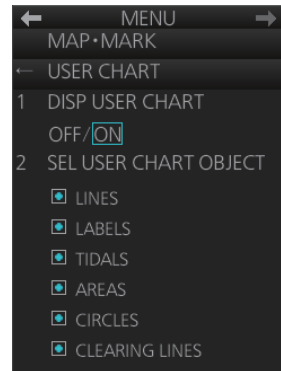 ← MENU →
MAP•MARK
← USER CHART
1 DISP USER CHART
OFF/ON
2 SEL USER CHART OBJECT
LINES
LABELS
TIDALS
AREAS
CIRCLES
CLEARING LINES